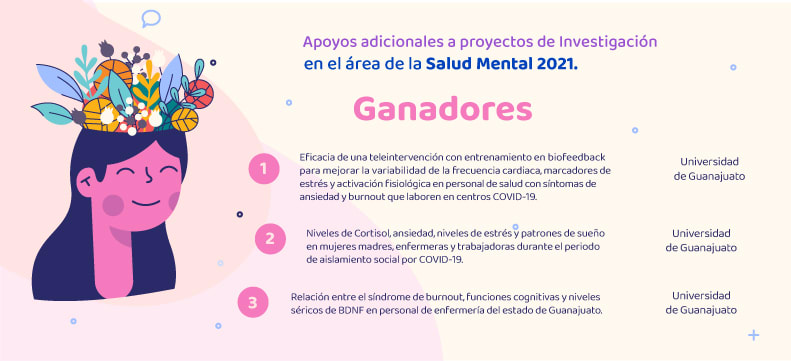 Apoyos adicionales a proyectos de Investigación
en el área de la Salud Mental 2021.
Ganadores
1
Eficacia de una teleintervención con entrenamiento en biofeedback
para mejorar la variabilidad de la frecuencia cardiaca, marcadores de
estrés y activación fisiológica en personal de salud con síntomas de
ansiedad y burnout que laboren en centros COVID-19.
Universidad
de Guanajuato
2
Niveles de Cortisol, ansiedad, niveles de estrés y patrones de sueño
en mujeres madres, enfermeras y trabajadoras durante el periodo
de aislamiento social por COVID-19.
Universidad
de Guanajuato
3
Relación entre el síndrome de burnout, funciones cognitivas y niveles
séricos de BDNF en personal de enfermería del estado de Guanajuato.
Universidad
de Guanajuato